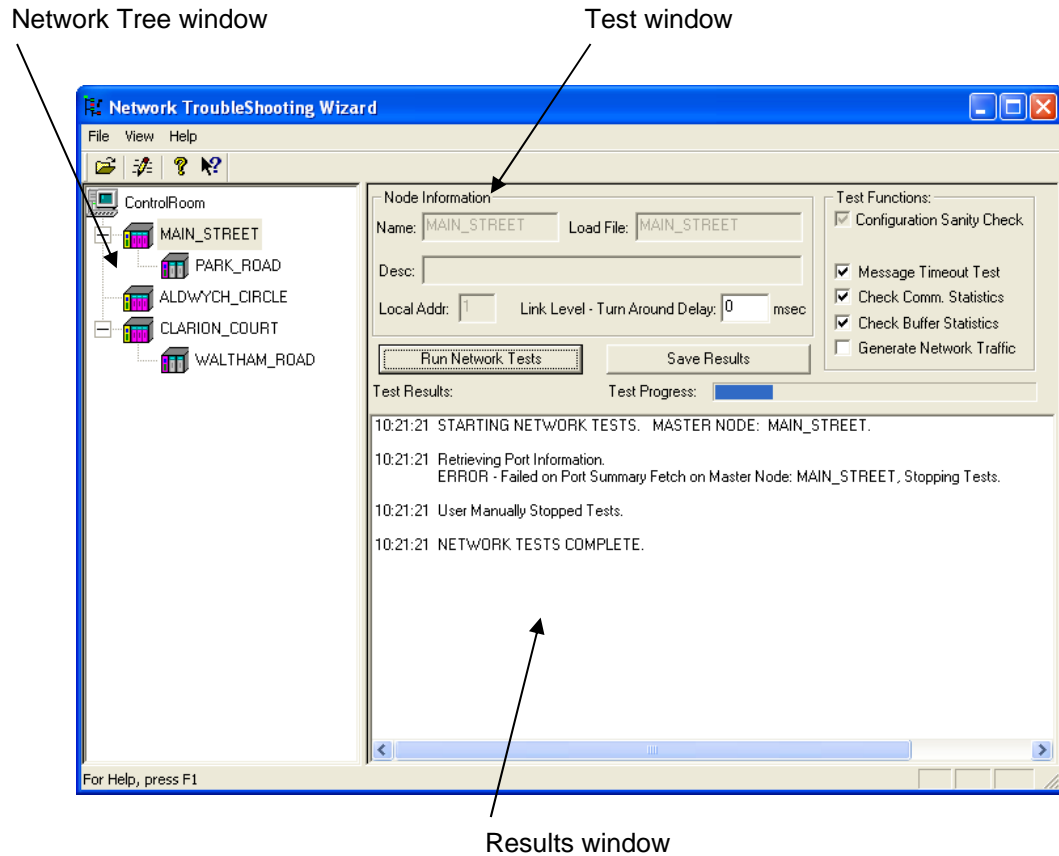 Network Tree window
Test window
Network TroubleShooting Wizard
File View Help
ControlRoom
MAIN_STREET
PARK_ROAD
ALDWYCH_CIRCLE
CLARION_COURT
WALTHAM_ROAD
Node Information
Name: MAIN_STREET Load File: MAIN_STREET
Desc:
Local Addr: 1 Link Level - Turn Around Delay: 0 msec
Test Functions:
Configuration Sanity Check
Message Timeout Test
Check Comm. Statistics
Check Buffer Statistics
Generate Network Traffic
Run Network Tests Save Results
Test Results: Test Progress:
10:21:21 STARTING NETWORK TESTS. MASTER NODE: MAIN_STREET.
10:21:21 Retrieving Port Information.
ERROR - Failed on Port Summary Fetch on Master Node: MAIN_STREET, Stopping Tests.
10:21:21 User Manually Stopped Tests.
10:21:21 NETWORK TESTS COMPLETE.
For Help, press F1
Results window